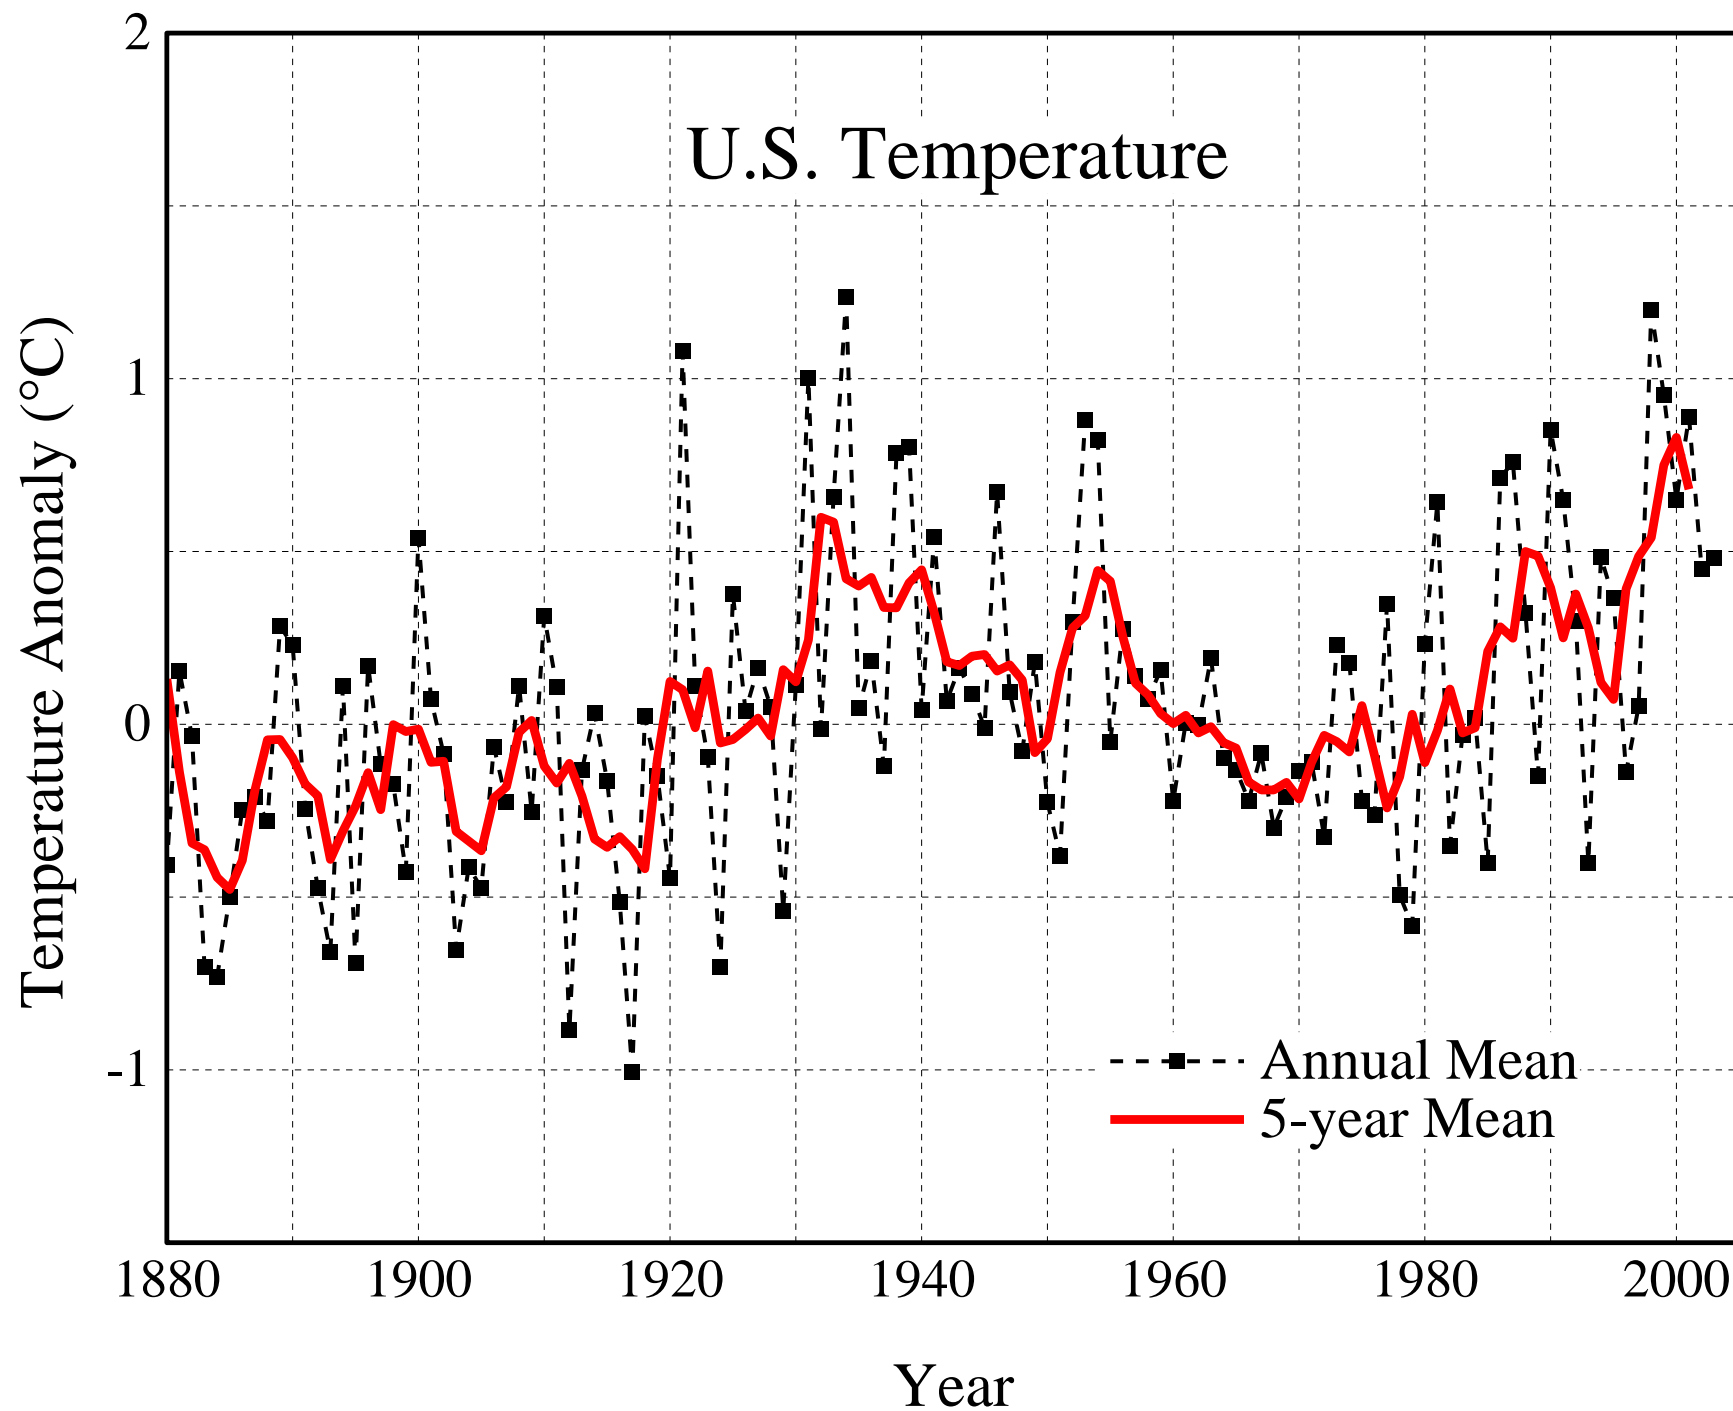 U.S. Temperature
Temperature Anomaly (°C)
2
1
0
-1
Annual Mean
5-year Mean
1880 1900 1920 1940 1960 1980 2000
Year